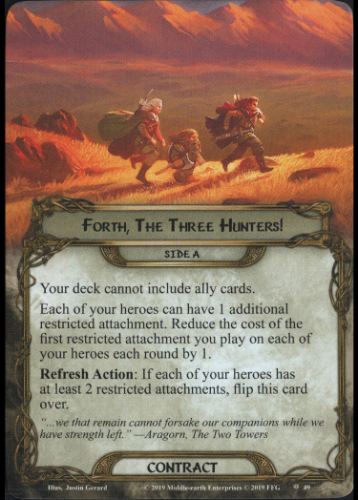 FORTH, THE THREE HUNTERS!
SIDE A
Your deck cannot include ally cards.
Each of your heroes can have 1 additional
restricted attachment. Reduce the cost of the
first restricted attachment you play on each of
your heroes each round by 1.
Refresh Action: If each of your heroes has
at least 2 restricted attachments, flip this card
over.
“...we that remain cannot forsake our companions while we
have strength left.” —Aragorn, The Two Towers
CONTRACT
Illus. Justin Gerard © 2019 Middle-earth Enterprises © 2019 FFG 49